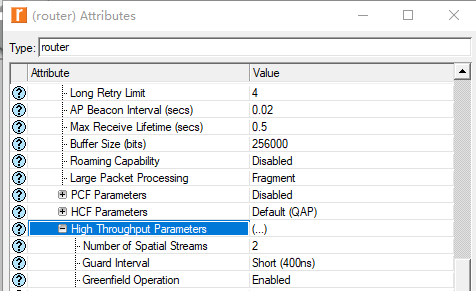 (router) Attributes
Type: router
Attribute Value
Long Retry Limit 4
AP Beacon Interval (secs) 0.02
Max Receive Lifetime (secs) 0.5
Buffer Size (bits) 256000
Roaming Capability Disabled
Large Packet Processing Fragment
PCF Parameters Disabled
HCF Parameters Default (QAP)
High Throughput Parameters (...)
Number of Spatial Streams 2
Guard Interval Short (400ns)
Greenfield Operation Enabled